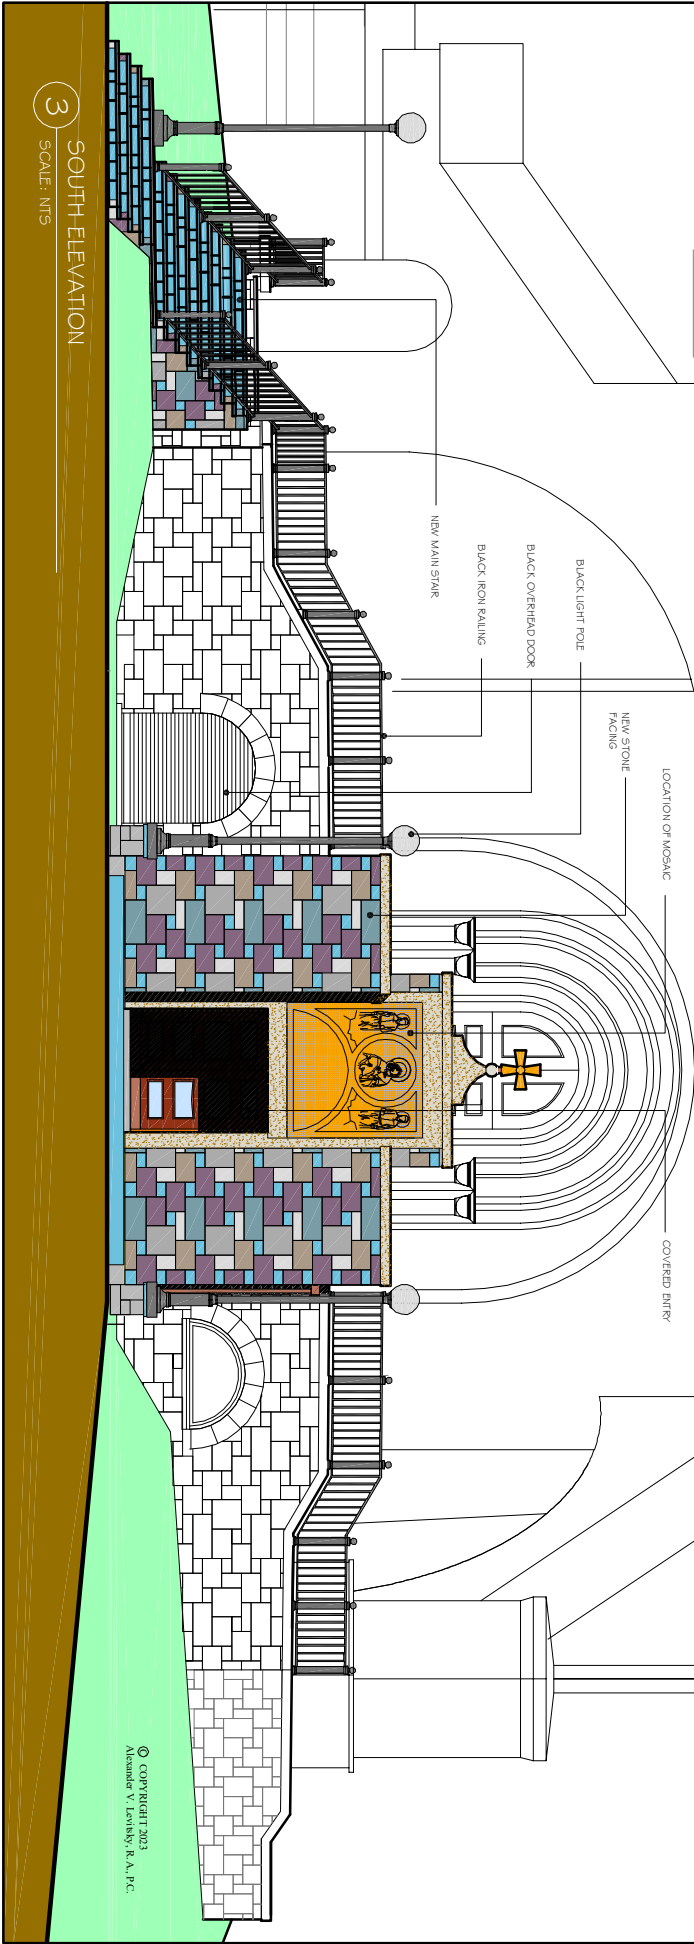 NEW MAIN STAIR
BLACK IRON RAILING
BLACK OVERHEAD DOOR
BLACK LIGHT POLE
NEW STONE
FACING
LOCATION OF MOSAIC
COVERED ENTRY
3
SOUTH ELEVATION
SCALE: NTS
© COPYRIGHT 2023
Alexander V. Levitsky, R.A., P.C.